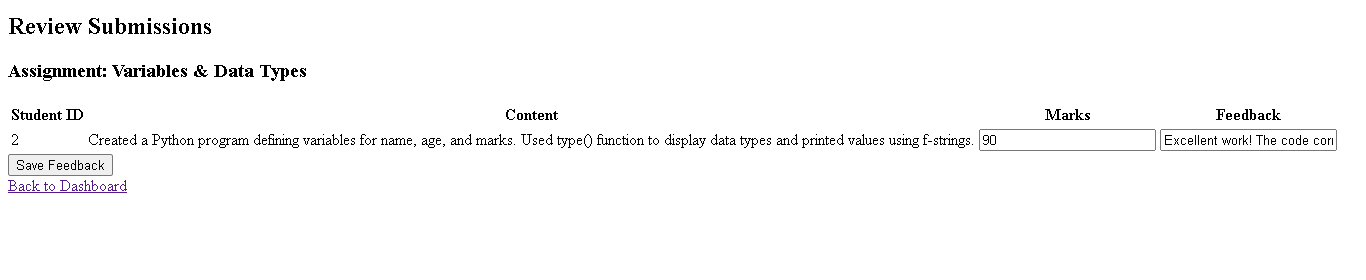 Review Submissions
Assignment: Variables & Data Types
Student ID Content Marks Feedback
2 Created a Python program defining variables for name, age, and marks. Used type() function to display data types and printed values using f-strings. 90 Excellent work! The code
Save Feedback
Back to Dashboard